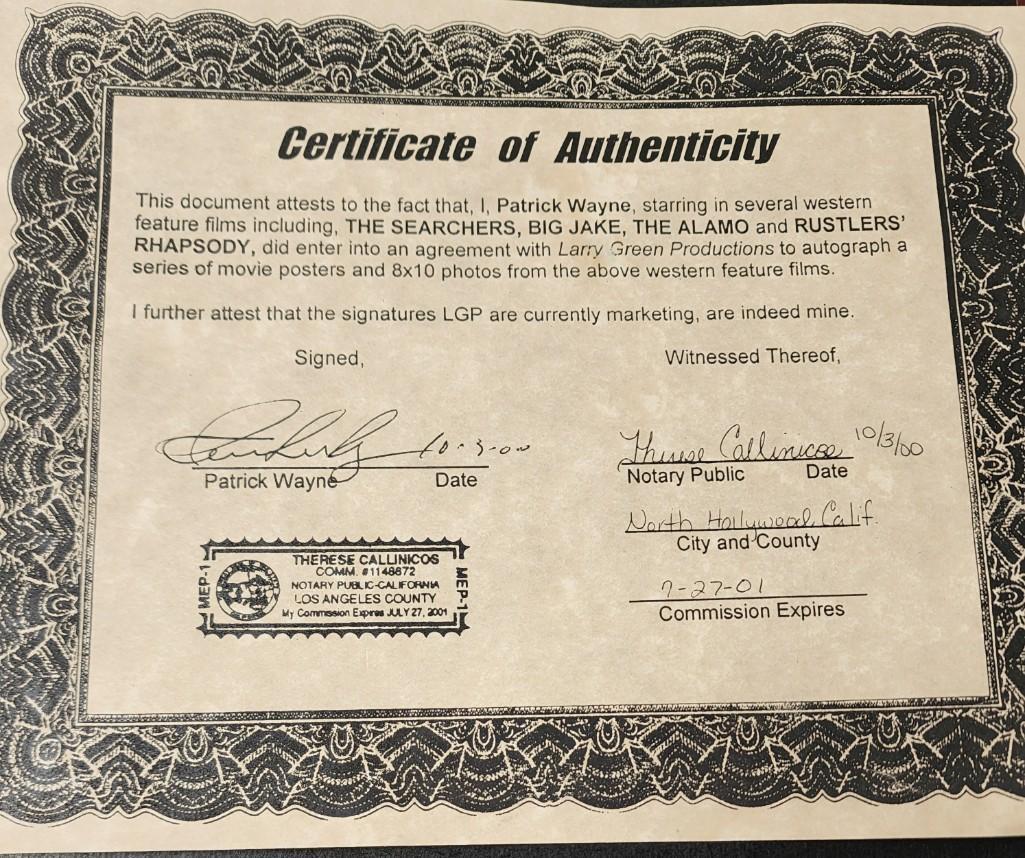 Certificate of Authenticity
This document attests to the fact that, I, Patrick Wayne, starring in several western
feature films including, THE SEARCHERS, BIG JAKE, THE ALAMO and RUSTLERS'
RHAPSODY, did enter into an agreement with Larry Green Productions to autograph a
series of movie posters and 8x10 photos from the above western feature films.
I further attest that the signatures LGP are currently marketing, are indeed mine.
Signed,
Witnessed Thereof,
10-3-00
Patrick Wayne Date
Therese Callinicos 10/3/00
Notary Public Date
North Hollywood, Calif.
City and County
7-27-01
Commission Expires
MEP-1
THERESE CALLINICOS
COMM. #1148672
NOTARY PUBLIC-CALIFORNIA
LOS ANGELES COUNTY
My Commission Expires JULY 27, 2001
MEP-1